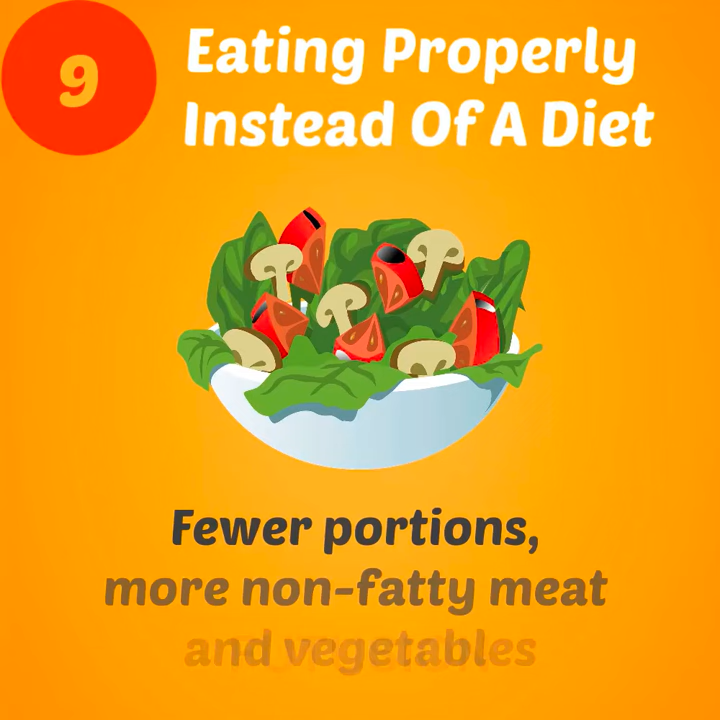 9
Eating Properly
Instead Of A Diet
Fewer portions,
more non-fatty meat
and vegetables